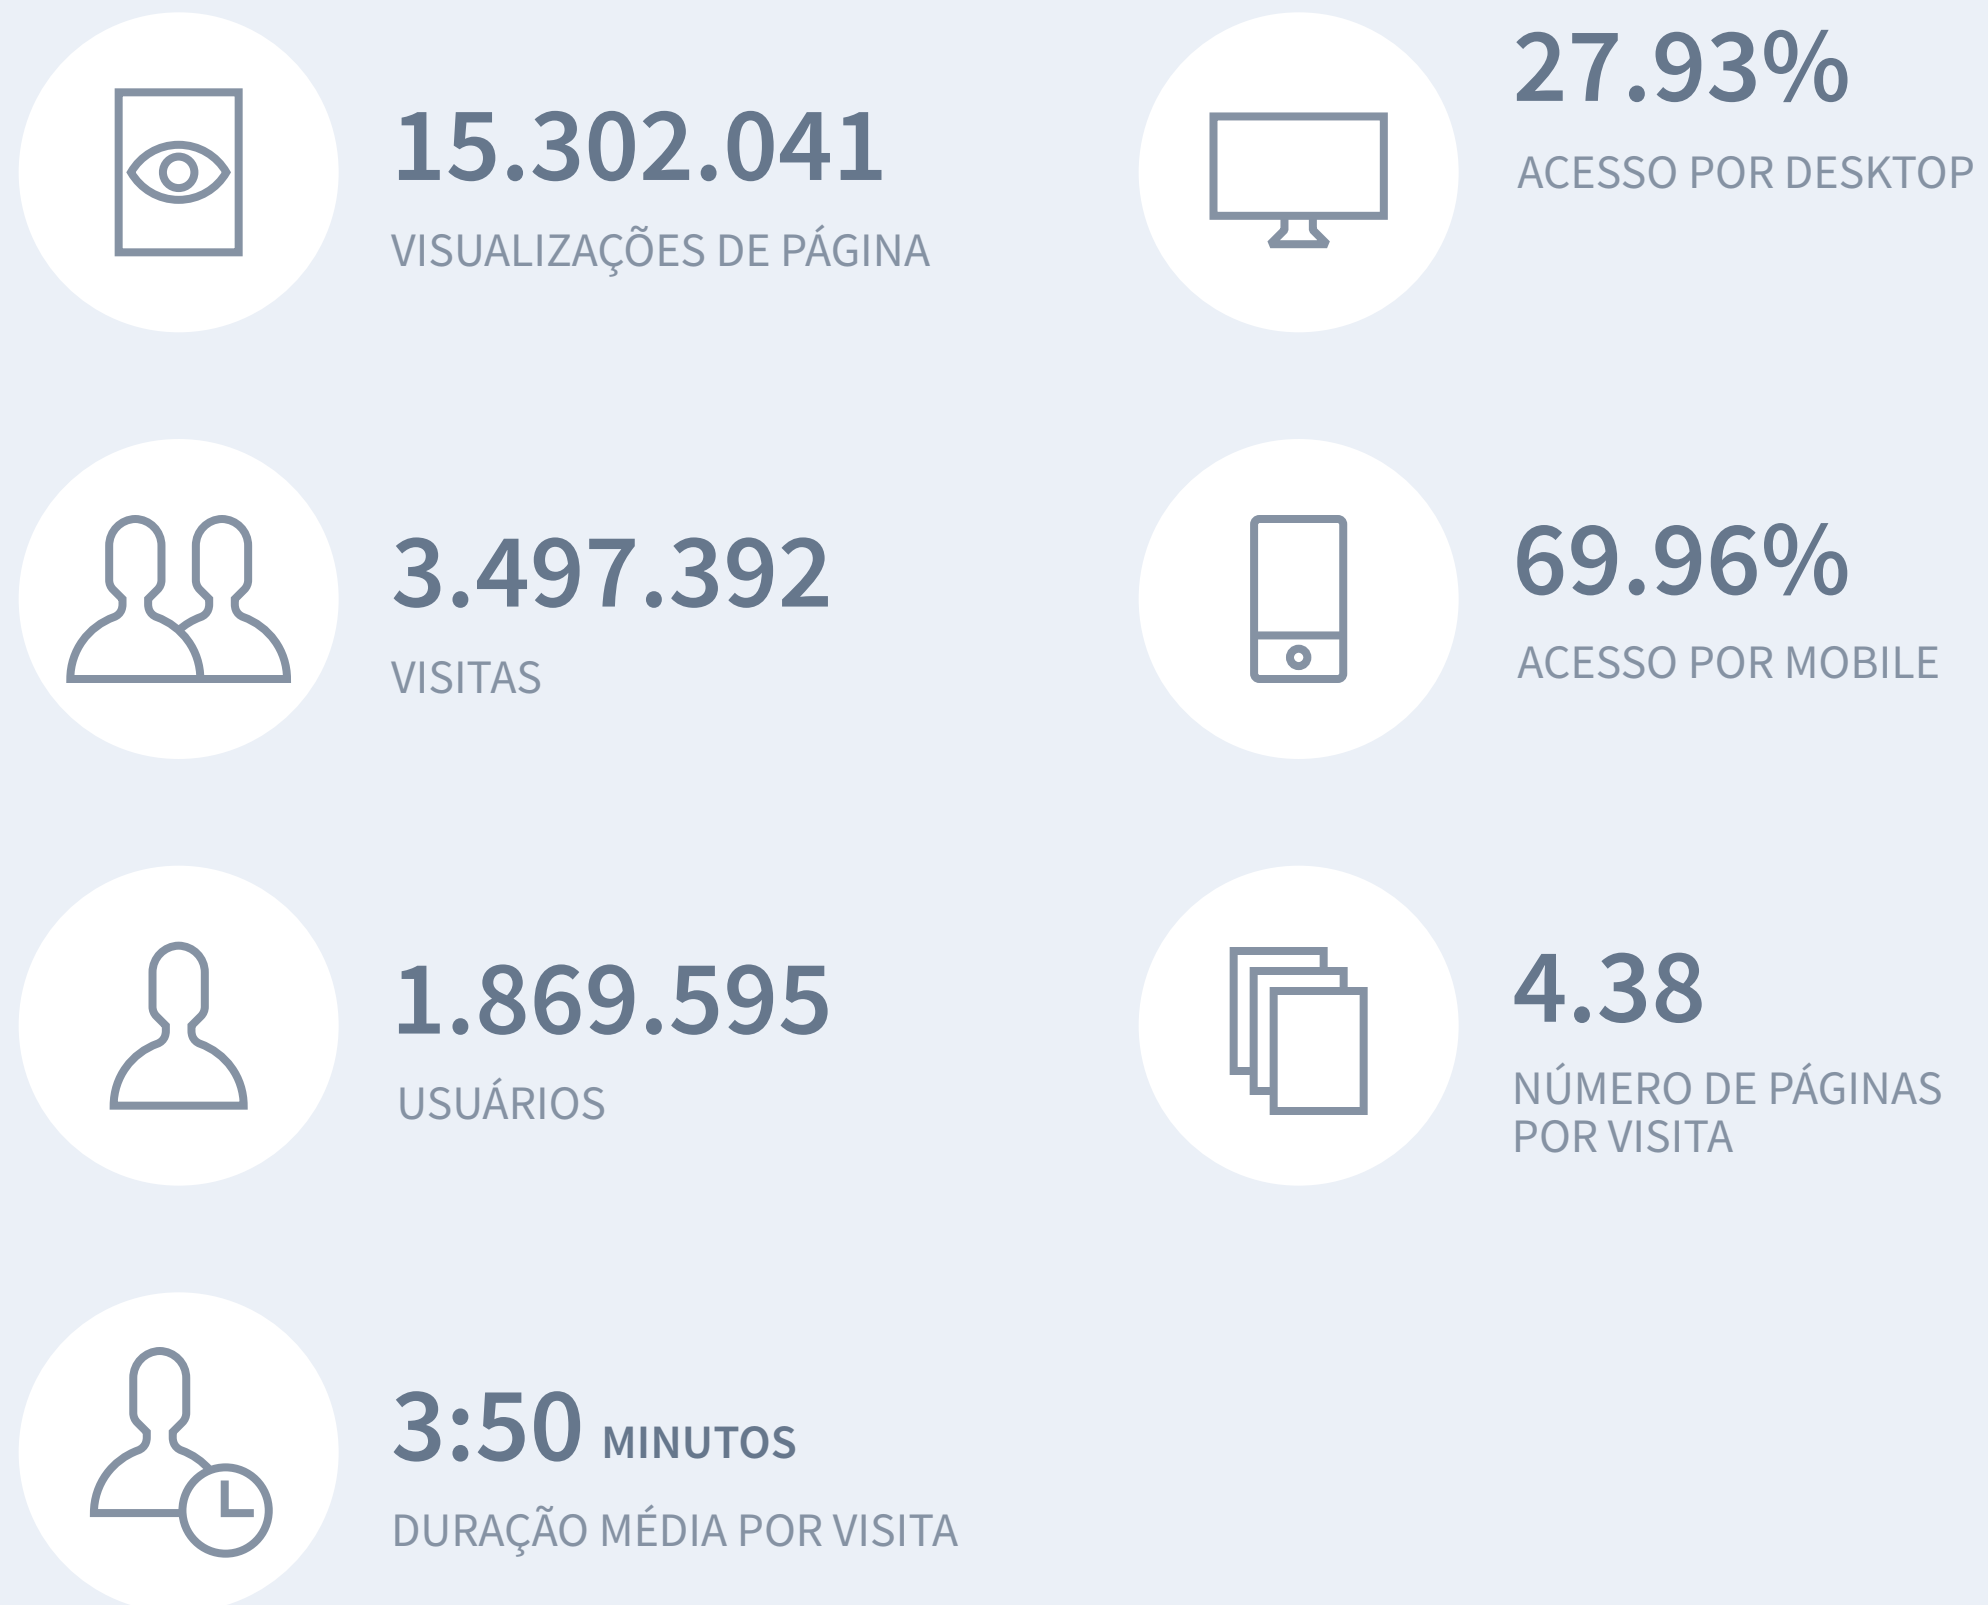 15.302.041
VISUALIZAÇÕES DE PÁGINA
3.497.392
VISITAS
1.869.595
USUÁRIOS
3:50 MINUTOS
DURAÇÃO MÉDIA POR VISITA
27.93%
ACESSO POR DESKTOP
69.96%
ACESSO POR MOBILE
4.38
NÚMERO DE PÁGINAS
POR VISITA